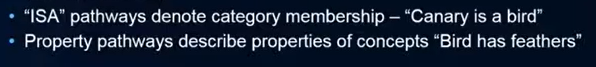 • “ISA” pathways denote category membership – “Canary is a bird”
• Property pathways describe properties of concepts “Bird has feathers”